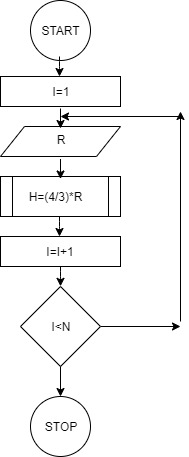 START
I=1
R
H=(4/3)*R
I=I+1
I<N
STOP